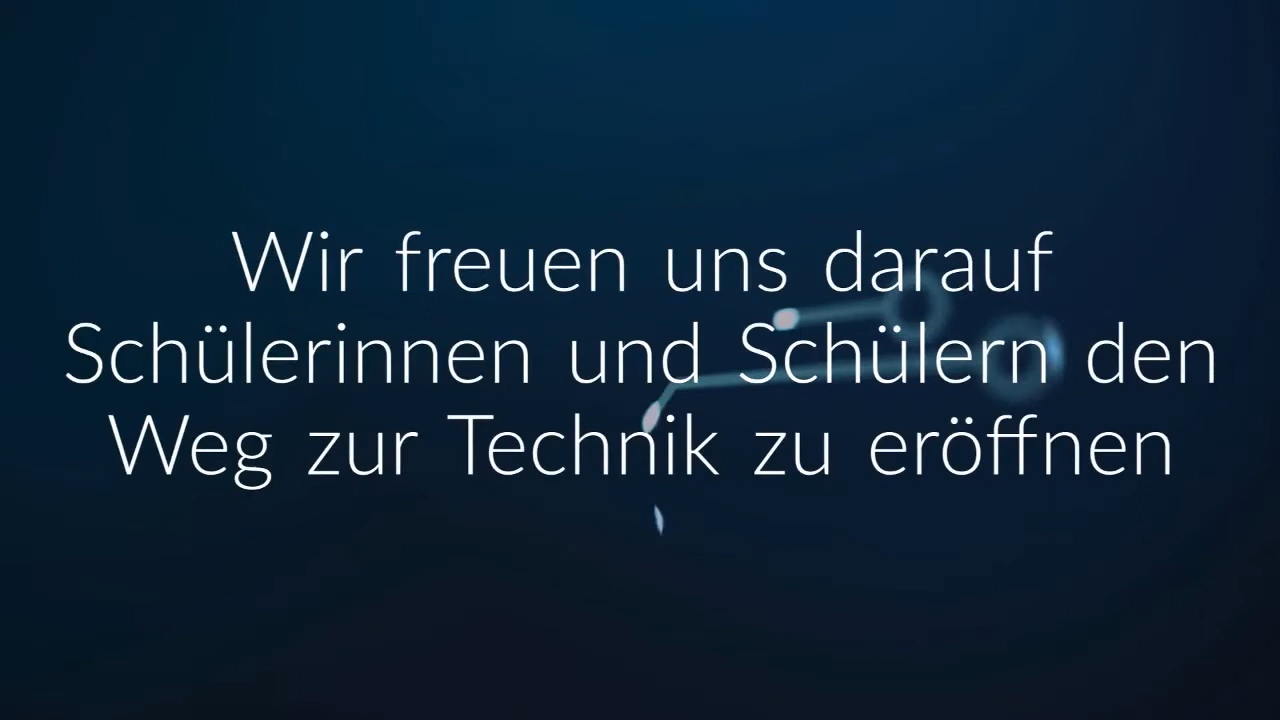 Wir freuen uns darauf
Schülerinnen und Schülern den
Weg zur Technik zu eröffnen